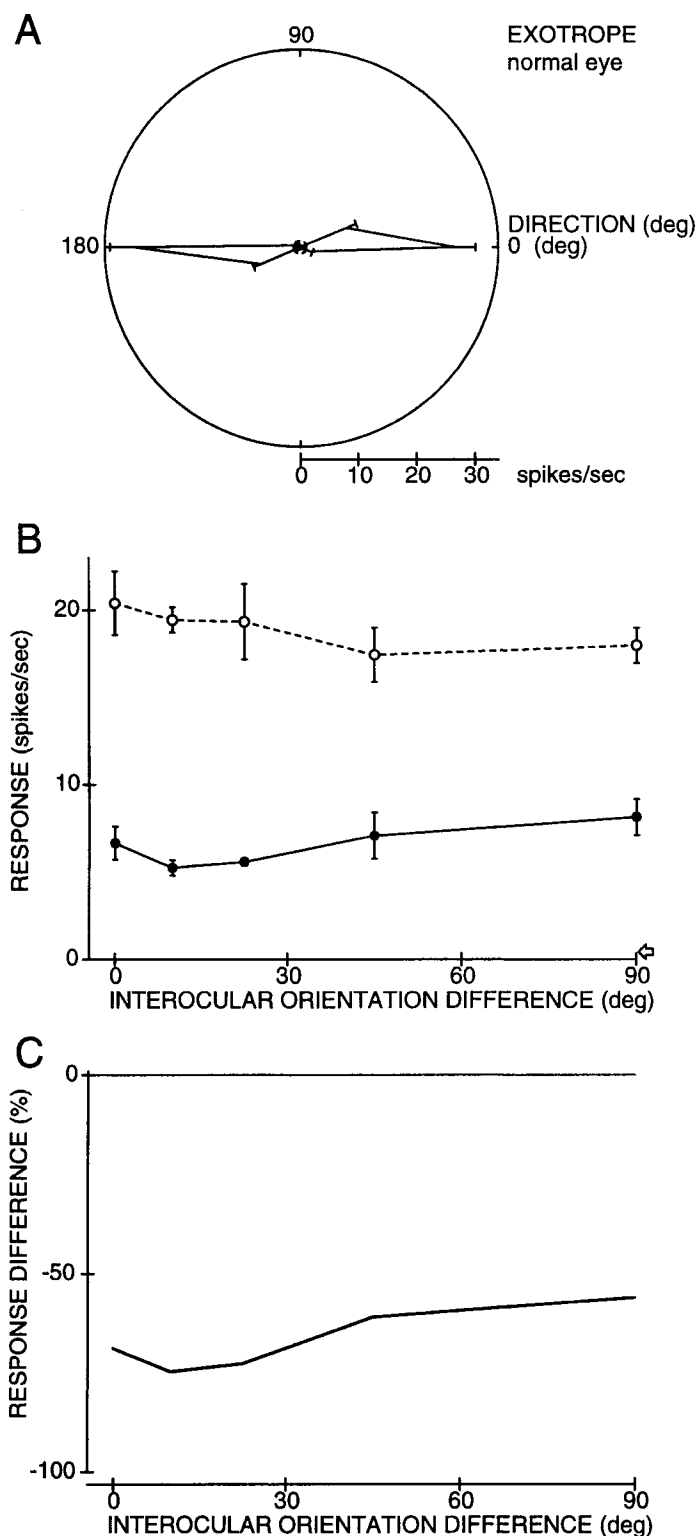 A
90
EXOTROPE
normal eye
DIRECTION (deg)
180
0 (deg)
0 10 20 30 spikes/sec
B
RESPONSE (spikes/sec)
20
10
0
0 30 60 90
INTEROCULAR ORIENTATION DIFFERENCE (deg)
C
RESPONSE DIFFERENCE (%)
0
-50
-100
0 30 60 90
INTEROCULAR ORIENTATION DIFFERENCE (deg)